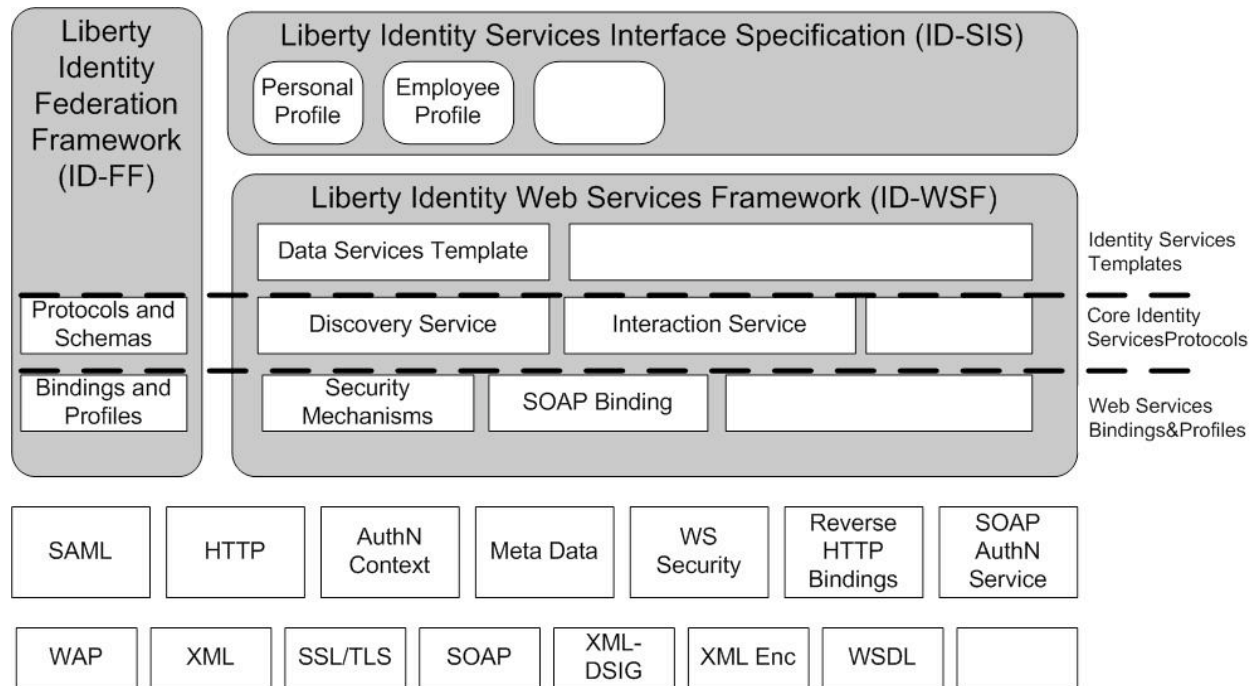 Liberty
Identity
Federation
Framework
(ID-FF)
Protocols and
Schemas
Bindings and
Profiles
Liberty Identity Services Interface Specification (ID-SIS)
Personal
Profile
Employee
Profile
Liberty Identity Web Services Framework (ID-WSF)
Data Services Template
Identity Services
Templates
Discovery Service
Interaction Service
Core Identity
ServicesProtocols
Security
Mechanisms
SOAP Binding
Web Services
Bindings&Profiles
SAML
HTTP
AuthN
Context
Meta Data
WS
Security
Reverse
HTTP
Bindings
SOAP
AuthN
Service
WAP
XML
SSL/TLS
SOAP
XML-
DSIG
XML Enc
WSDL